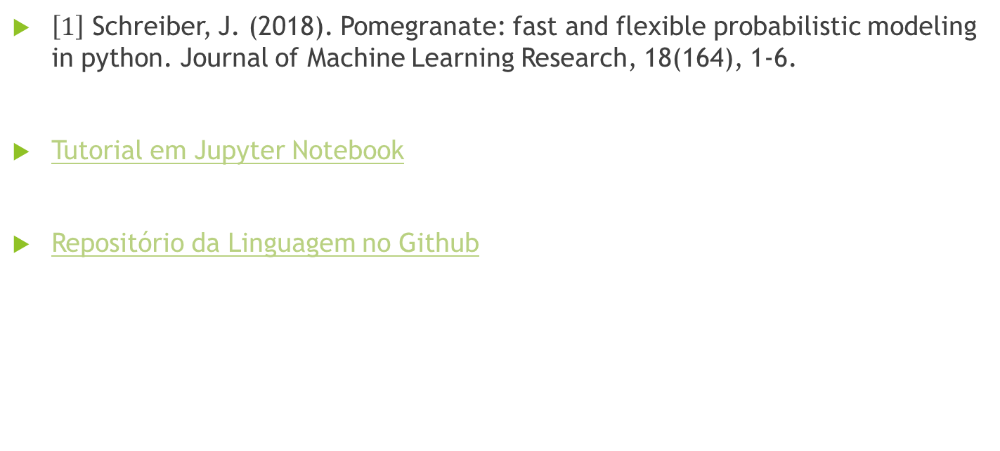 [1] Schreiber, J. (2018). Pomegranate: fast and flexible probabilistic modeling
in python. Journal of Machine Learning Research, 18(164), 1-6.
Tutorial em Jupyter Notebook
Repositório da Linguagem no Github